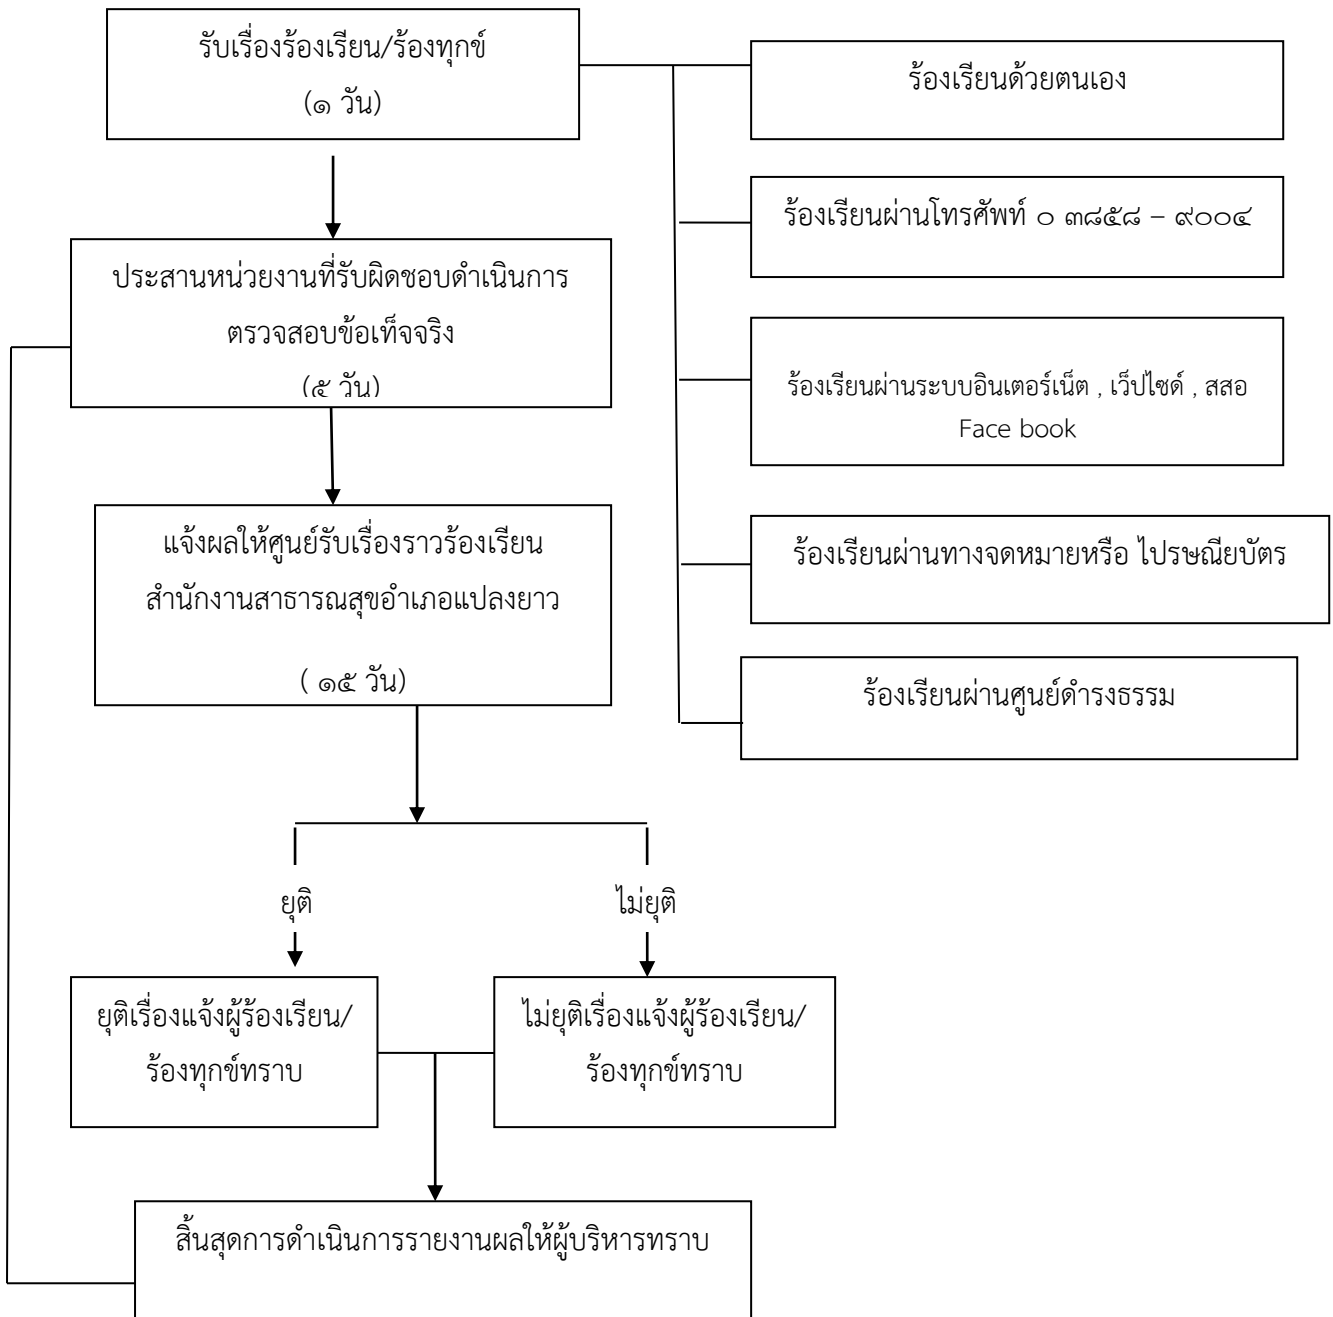 รับเรื่องร้องเรียน/ร้องทุกข์
(๑ วัน)
ร้องเรียนด้วยตนเอง
ร้องเรียนผ่านโทรศัพท์ ๐ ๓๘๕๘ – ๙๐๐๔
ประสานหน่วยงานที่รับผิดชอบดำเนินการ
ตรวจสอบข้อเท็จจริง
(๕ วัน)
ร้องเรียนผ่านระบบอินเตอร์เน็ต , เว็ปไซด์ , สสอ
Face book
แจ้งผลให้ศูนย์รับเรื่องราวร้องเรียน
สำนักงานสาธารณสุขอำเภอแปลงยาว
( ๑๕ วัน)
ร้องเรียนผ่านทางจดหมายหรือ ไปรษณียบัตร
ร้องเรียนผ่านศูนย์ดำรงธรรม
ยุติ
ไม่ยุติ
ยุติเรื่องแจ้งผู้ร้องเรียน/
ร้องทุกข์ทราบ
ไม่ยุติเรื่องแจ้งผู้ร้องเรียน/
ร้องทุกข์ทราบ
สิ้นสุดการดำเนินการรายงานผลให้ผู้บริหารทราบ